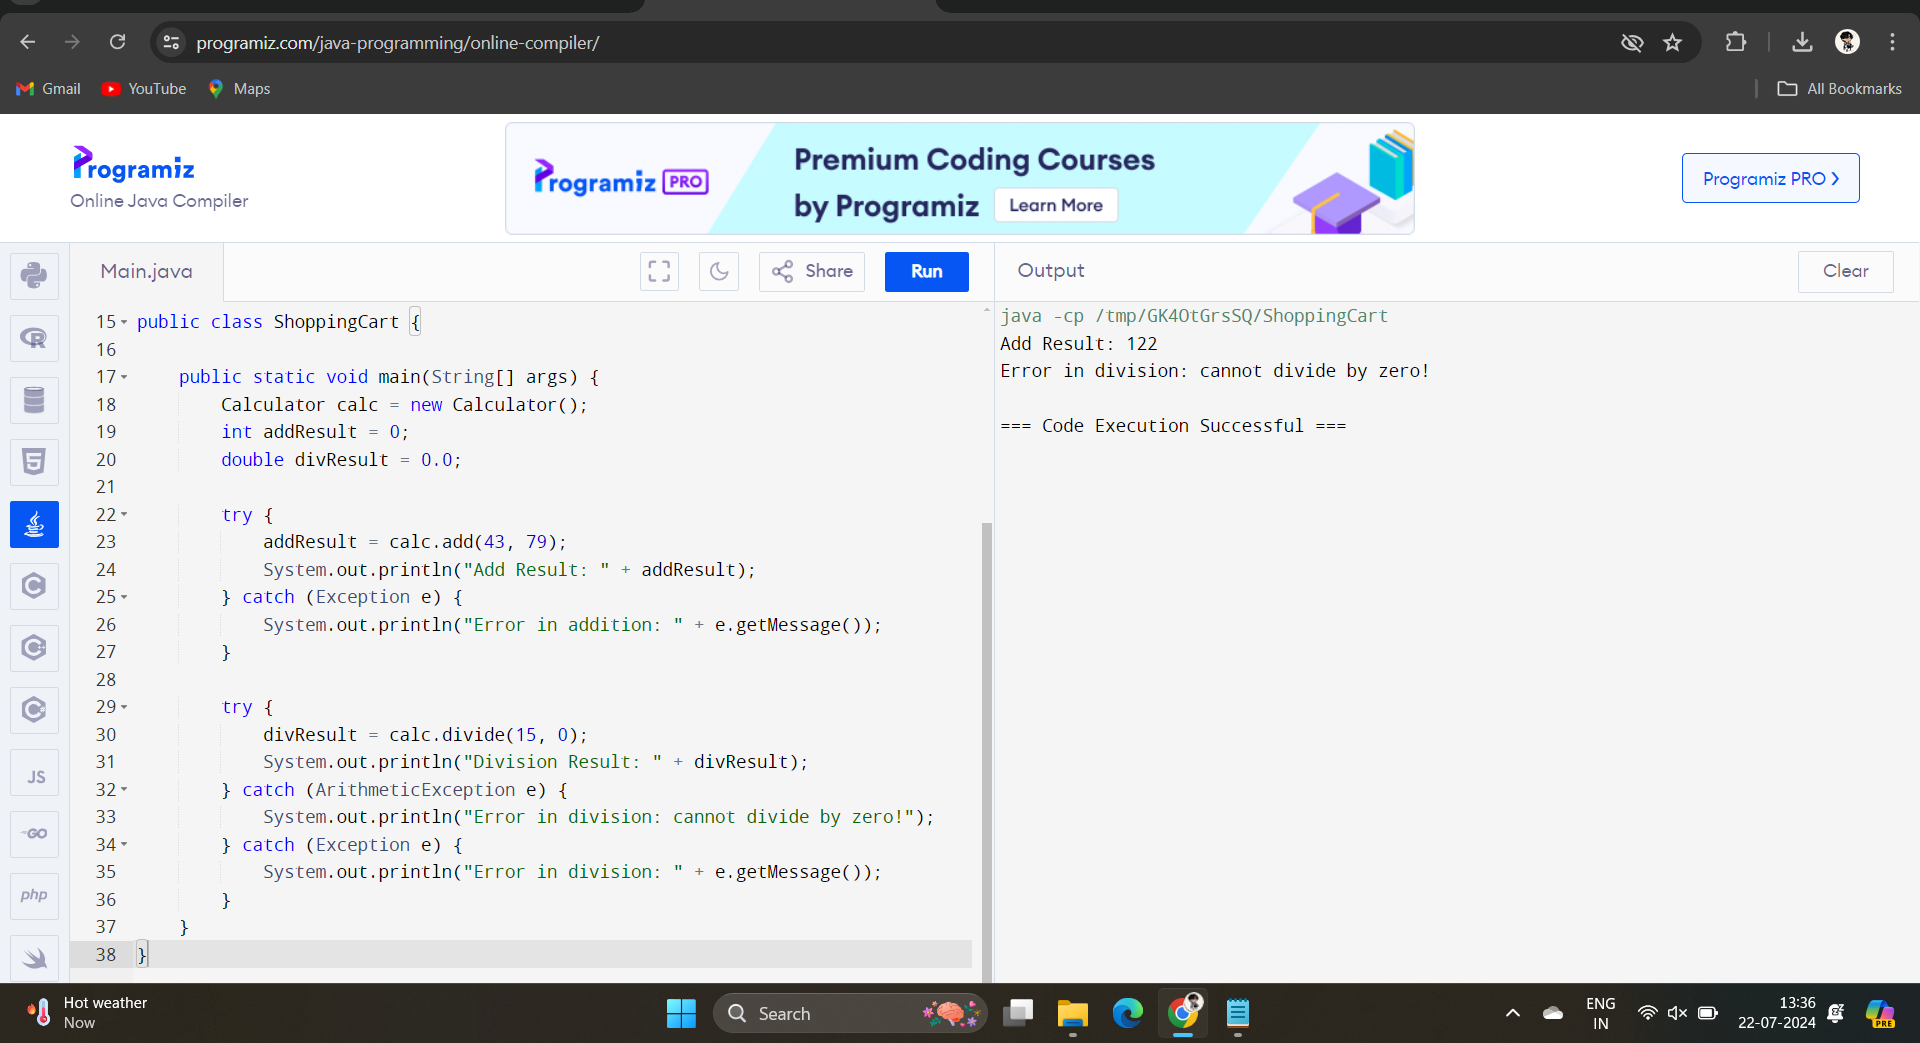 programiz.com/java-programming/online-compiler/
Gmail
YouTube
Maps
All Bookmarks
Programiz
Online Java Compiler
Programiz PRO
Premium Coding Courses
by Programiz
Learn More
Programiz PRO
Main.java
Share
Run
Output
Clear
15 public class ShoppingCart {
16
17     public static void main(String[] args) {
18         Calculator calc = new Calculator();
19         int addResult = 0;
20         double divResult = 0.0;
21
22         try {
23             addResult = calc.add(43, 79);
24             System.out.println("Add Result: " + addResult);
25         } catch (Exception e) {
26             System.out.println("Error in addition: " + e.getMessage());
27         }
28
29         try {
30             divResult = calc.divide(15, 0);
31             System.out.println("Division Result: " + divResult);
32         } catch (ArithmeticException e) {
33             System.out.println("Error in division: cannot divide by zero!");
34         } catch (Exception e) {
35             System.out.println("Error in division: " + e.getMessage());
36         }
37     }
38 }
java -cp /tmp/GK4OtGrsSQ/ShoppingCart
Add Result: 122
Error in division: cannot divide by zero!
=== Code Execution Successful ===
JS
GO
php
Hot weather
Now
Search
ENG
IN
13:36
22-07-2024
PRE